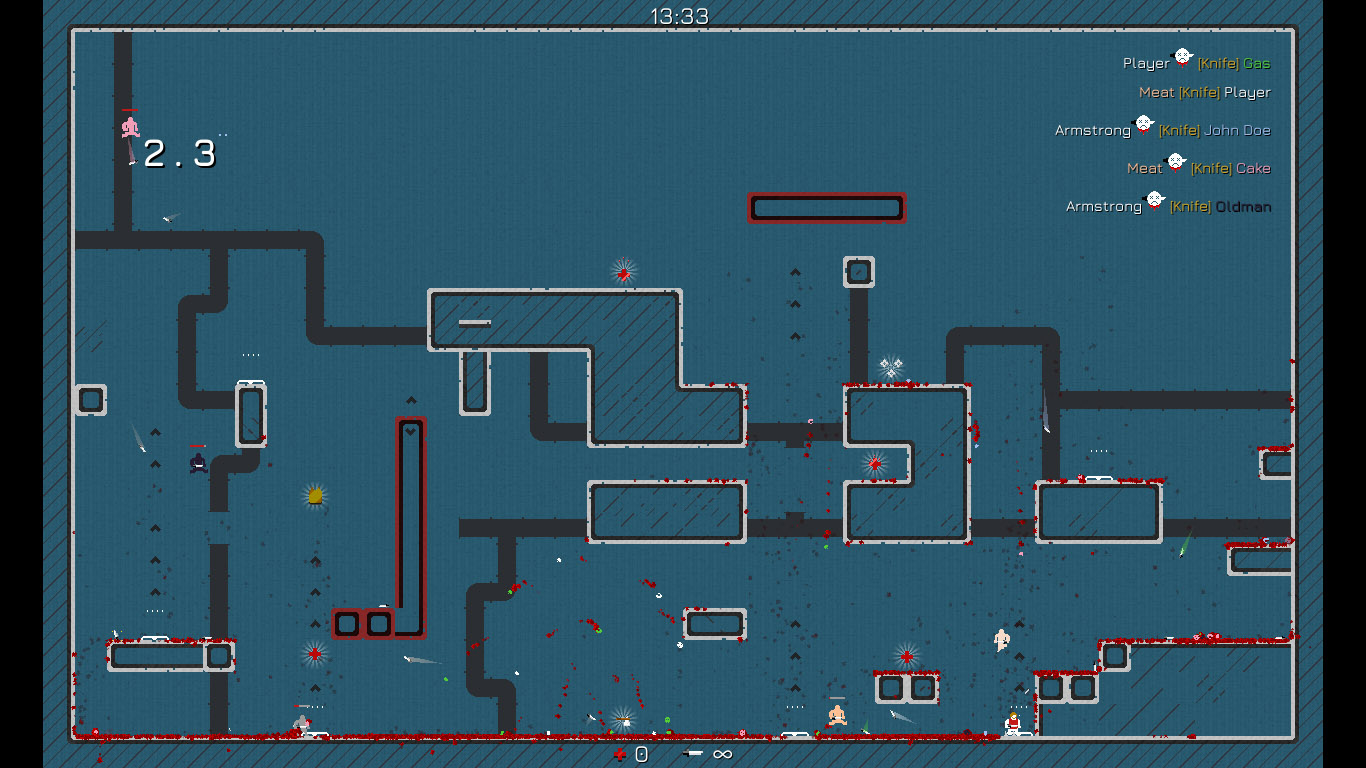 13:33
Player [Knife] Gas
Meat [Knife] Player
Armstrong [Knife] John Doe
Meat [Knife] Cake
Armstrong [Knife] Oldman
2.3
0 ∞